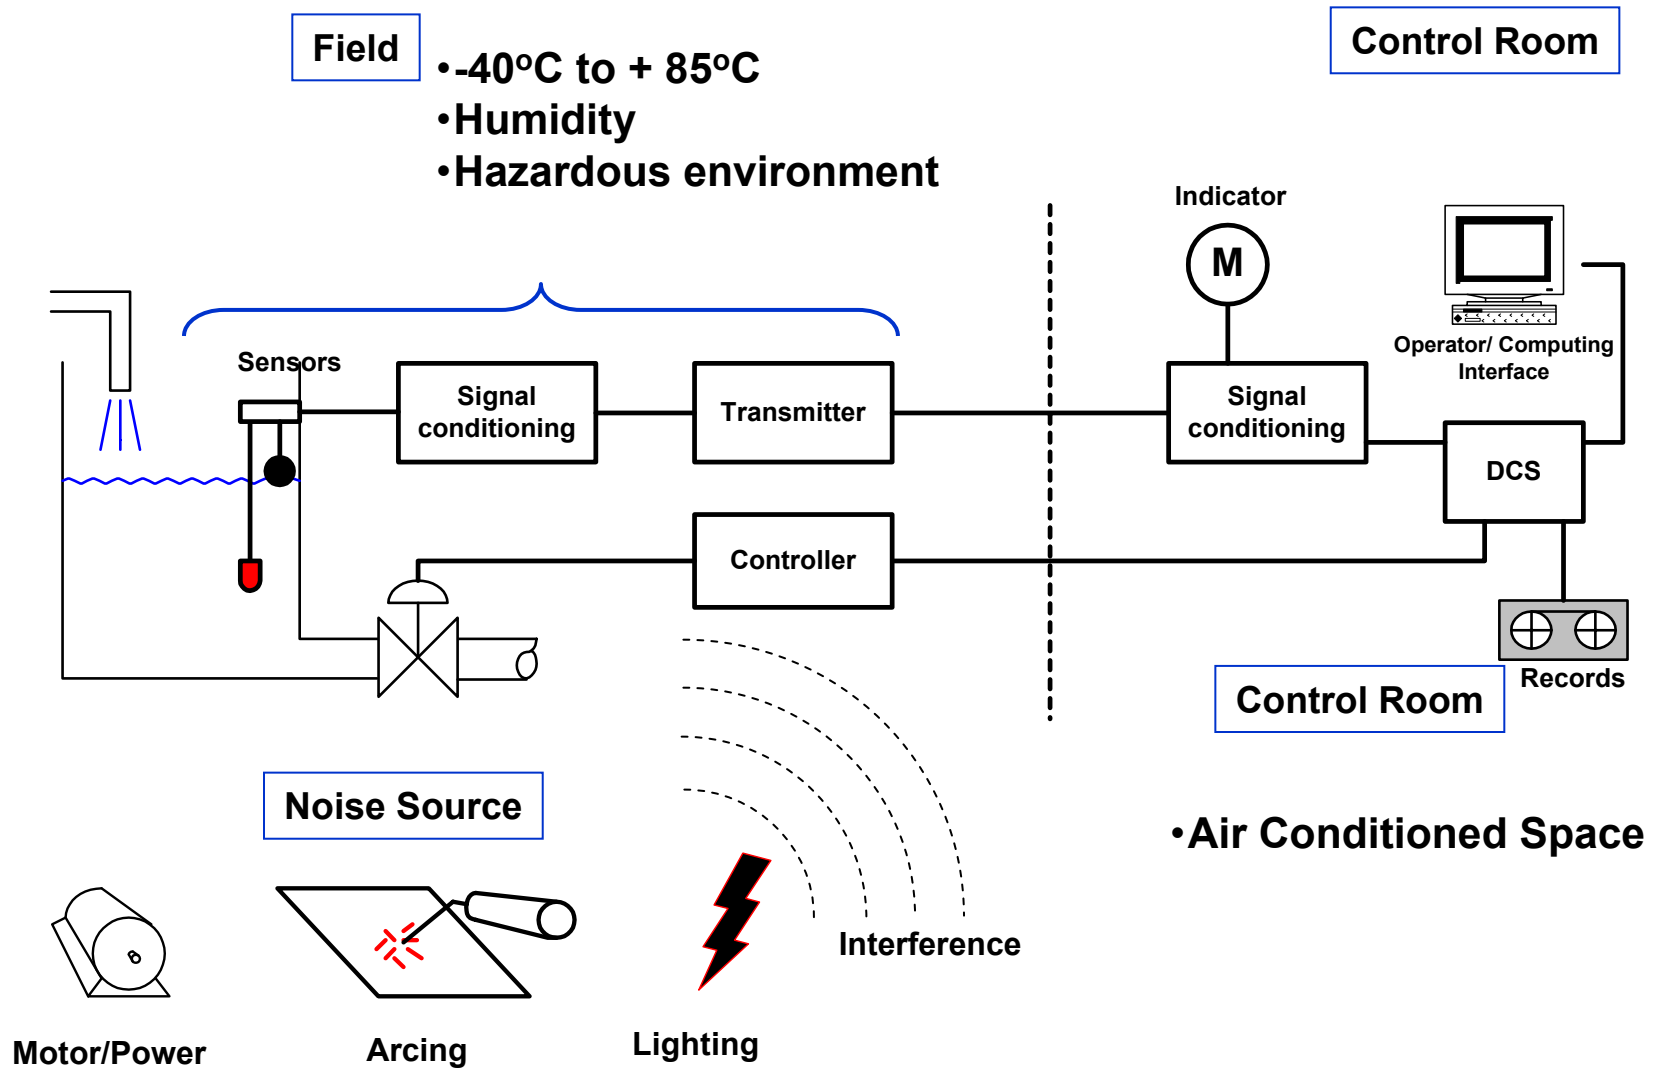 Field
Control Room
•-40°C to + 85°C
•Humidity
•Hazardous environment
Indicator
M
Operator/ Computing
Interface
Sensors
Signal
conditioning
Transmitter
Signal
conditioning
DCS
Controller
Records
Control Room
Noise Source
•Air Conditioned Space
Interference
Motor/Power
Arcing
Lighting